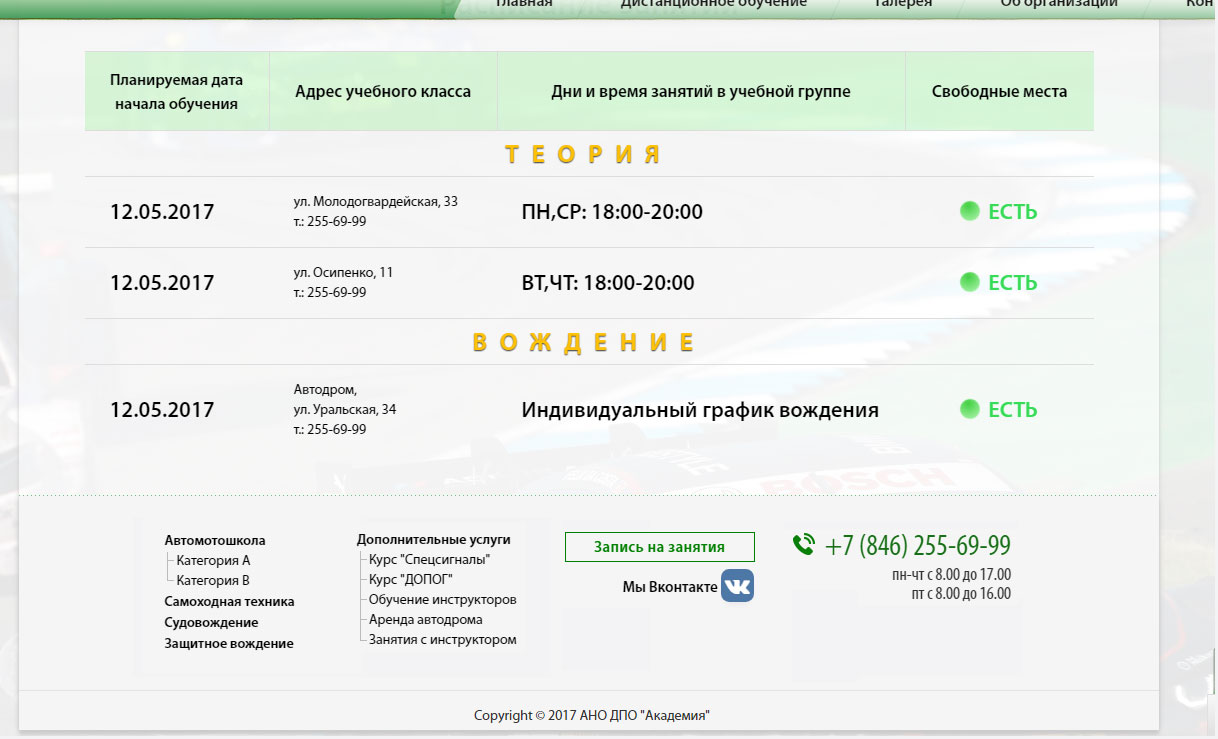 Расписание
Главная
Дистанционное обучение
Галерея
Об организации
Кон
Планируемая дата
начала обучения
Адрес учебного класса
Дни и время занятий в учебной группе
Свободные места
ТЕОРИЯ
12.05.2017
ул. Молодогвардейская, 33
т.: 255-69-99
ПН,СР: 18:00-20:00
ЕСТЬ
12.05.2017
ул. Осипенко, 11
т.: 255-69-99
ВТ,ЧТ: 18:00-20:00
ЕСТЬ
ВОЖДЕНИЕ
12.05.2017
Автодром,
ул. Уральская, 34
т.: 255-69-99
Индивидуальный график вождения
ЕСТЬ
BOSCH
Автомотошкола
Категория А
Категория В
Самоходная техника
Судовождение
Защитное вождение
Дополнительные услуги
Курс "Спецсигналы"
Курс "ДОПОГ"
Обучение инструкторов
Аренда автодрома
Занятия с инструктором
Запись на занятия
Мы Вконтакте
+7 (846) 255-69-99
пн-чт с 8.00 до 17.00
пт с 8.00 до 16.00
Copyright © 2017 АНО ДПО "Академия"